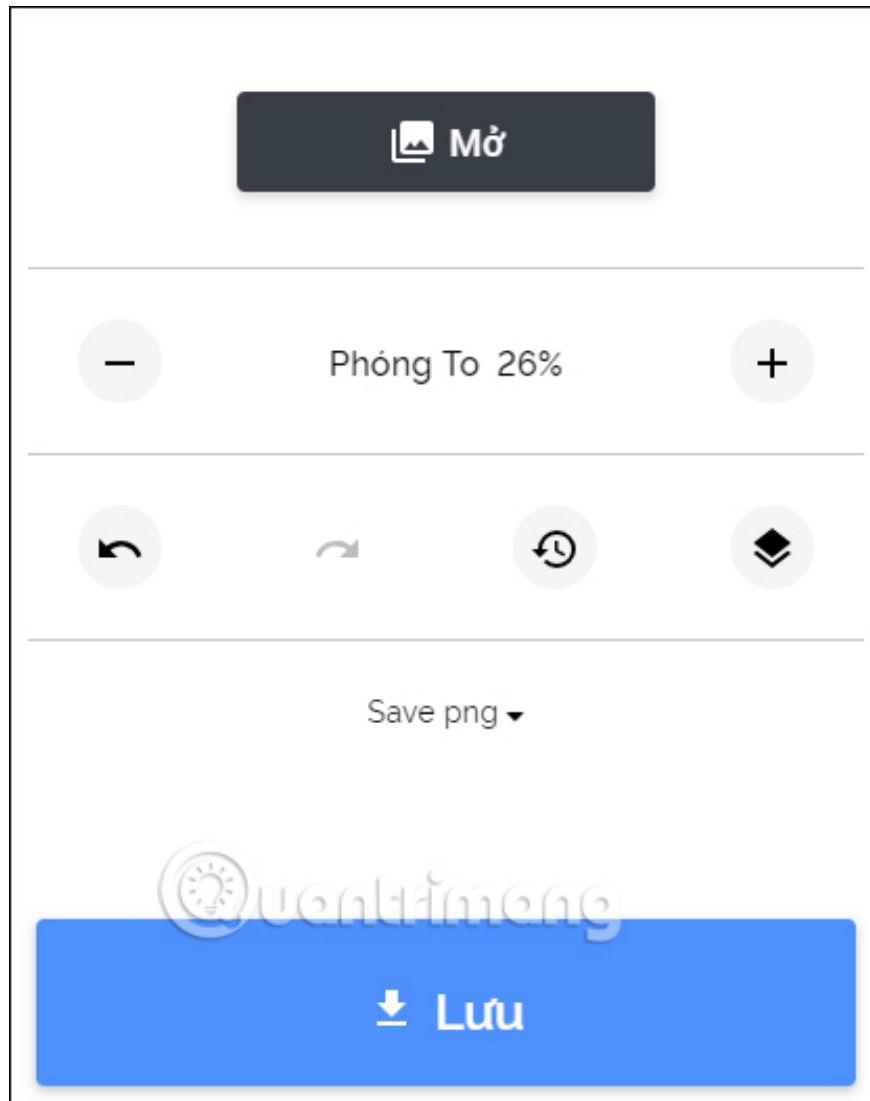 Mở
Phóng To 26%
Save png
Quantrimang
Lưu